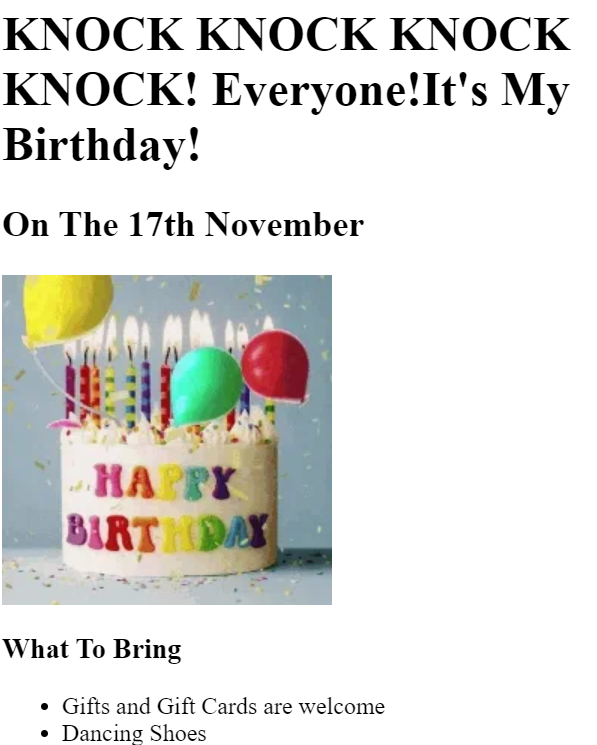 KNOCK KNOCK KNOCK
KNOCK! Everyone!It's My
Birthday!
On The 17th November
HAPPY
BIRTHDAY
What To Bring
Gifts and Gift Cards are welcome
Dancing Shoes